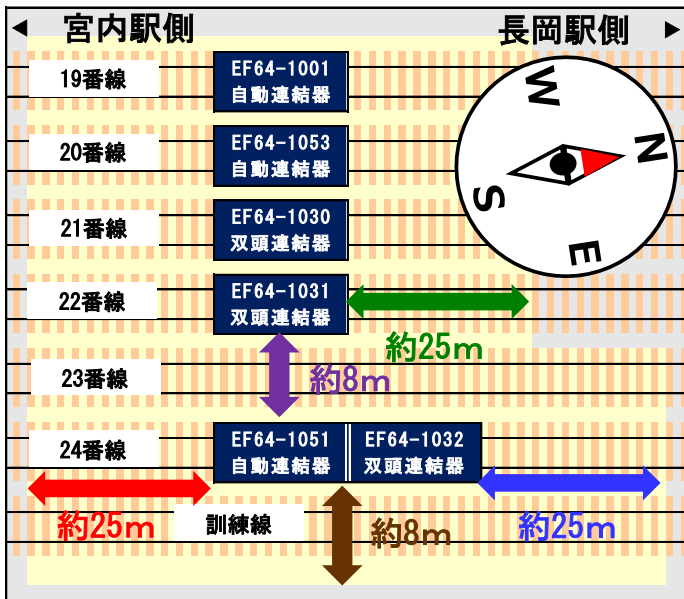 宮内駅側
長岡駅側
19番線
EF64-1001
自動連結器
20番線
EF64-1053
自動連結器
W
N
S
E
21番線
EF64-1030
双頭連結器
22番線
EF64-1031
双頭連結器
約25m
23番線
約8m
24番線
EF64-1051
自動連結器
EF64-1032
双頭連結器
約25m
訓練線
約8m
約25m